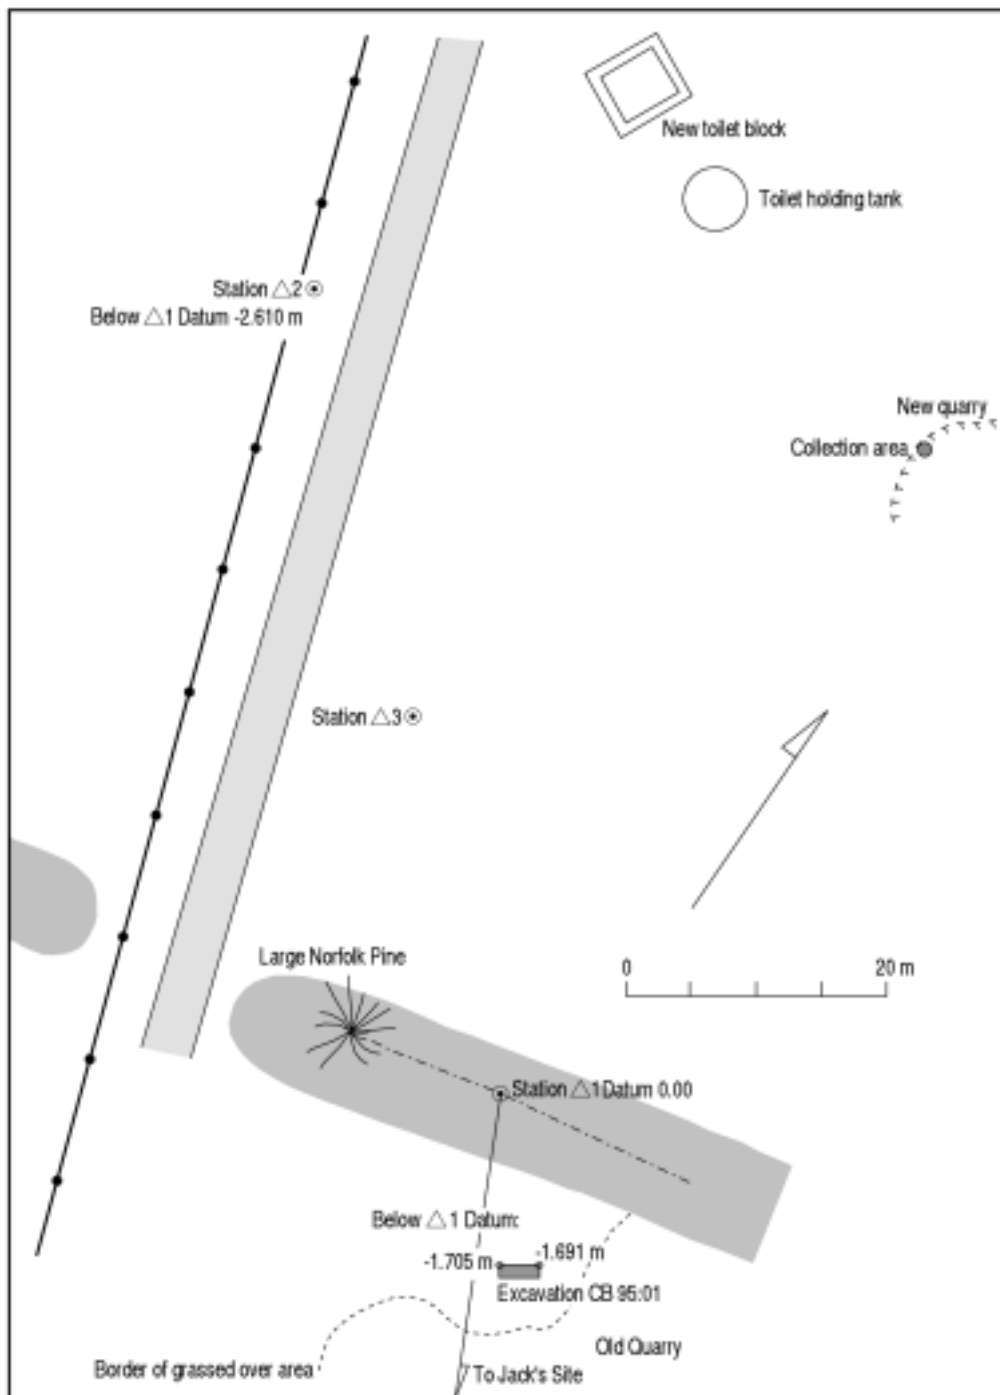 New toilet block
Toilet holding tank
Station △2
Below △1 Datum -2.610 m
New quarry
Collection area
Station △3
Large Norfolk Pine
0 20 m
Station △1 Datum 0.00
Below △1 Datum:
-1.705 m -1.691 m
Excavation CB 95:01
Old Quarry
Border of grassed over area
To Jack's Site